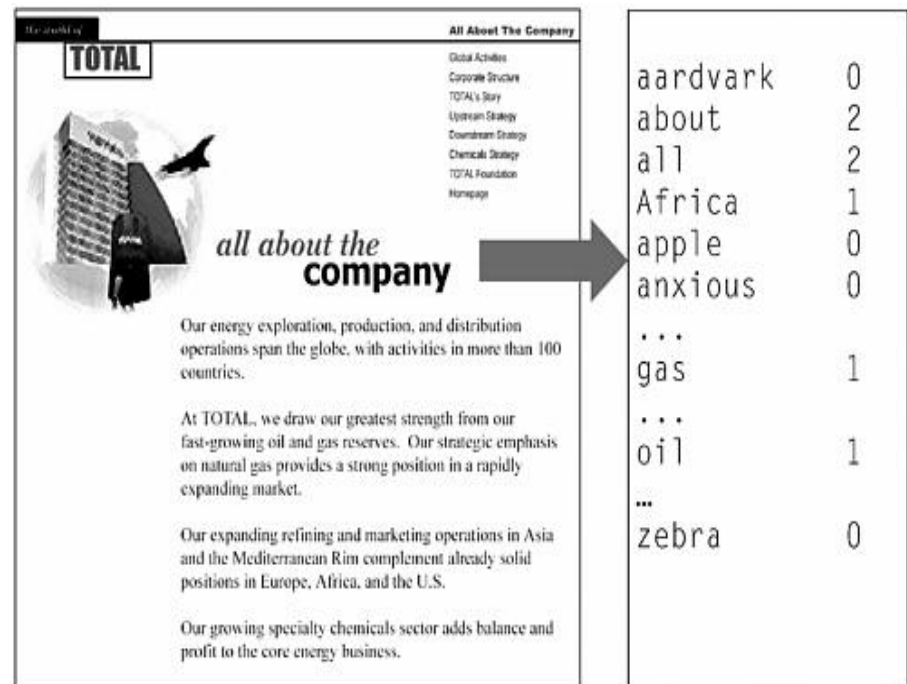 the world of
TOTAL
All About The Company
Global Activities
Corporate Structure
TOTAL's Story
Upstream Strategy
Downstream Strategy
Chemicals Strategy
TOTAL Foundation
Homepage
all about the
company
Our energy exploration, production, and distribution
operations span the globe, with activities in more than 100
countries.
At TOTAL, we draw our greatest strength from our
fast-growing oil and gas reserves. Our strategic emphasis
on natural gas provides a strong position in a rapidly
expanding market.
Our expanding refining and marketing operations in Asia
and the Mediterranean Rim complement already solid
positions in Europe, Africa, and the U.S.
Our growing specialty chemicals sector adds balance and
profit to the core energy business.
aardvark 0
about 2
all 2
Africa 1
apple 0
anxious 0
...
gas 1
...
oil 1
...
zebra 0